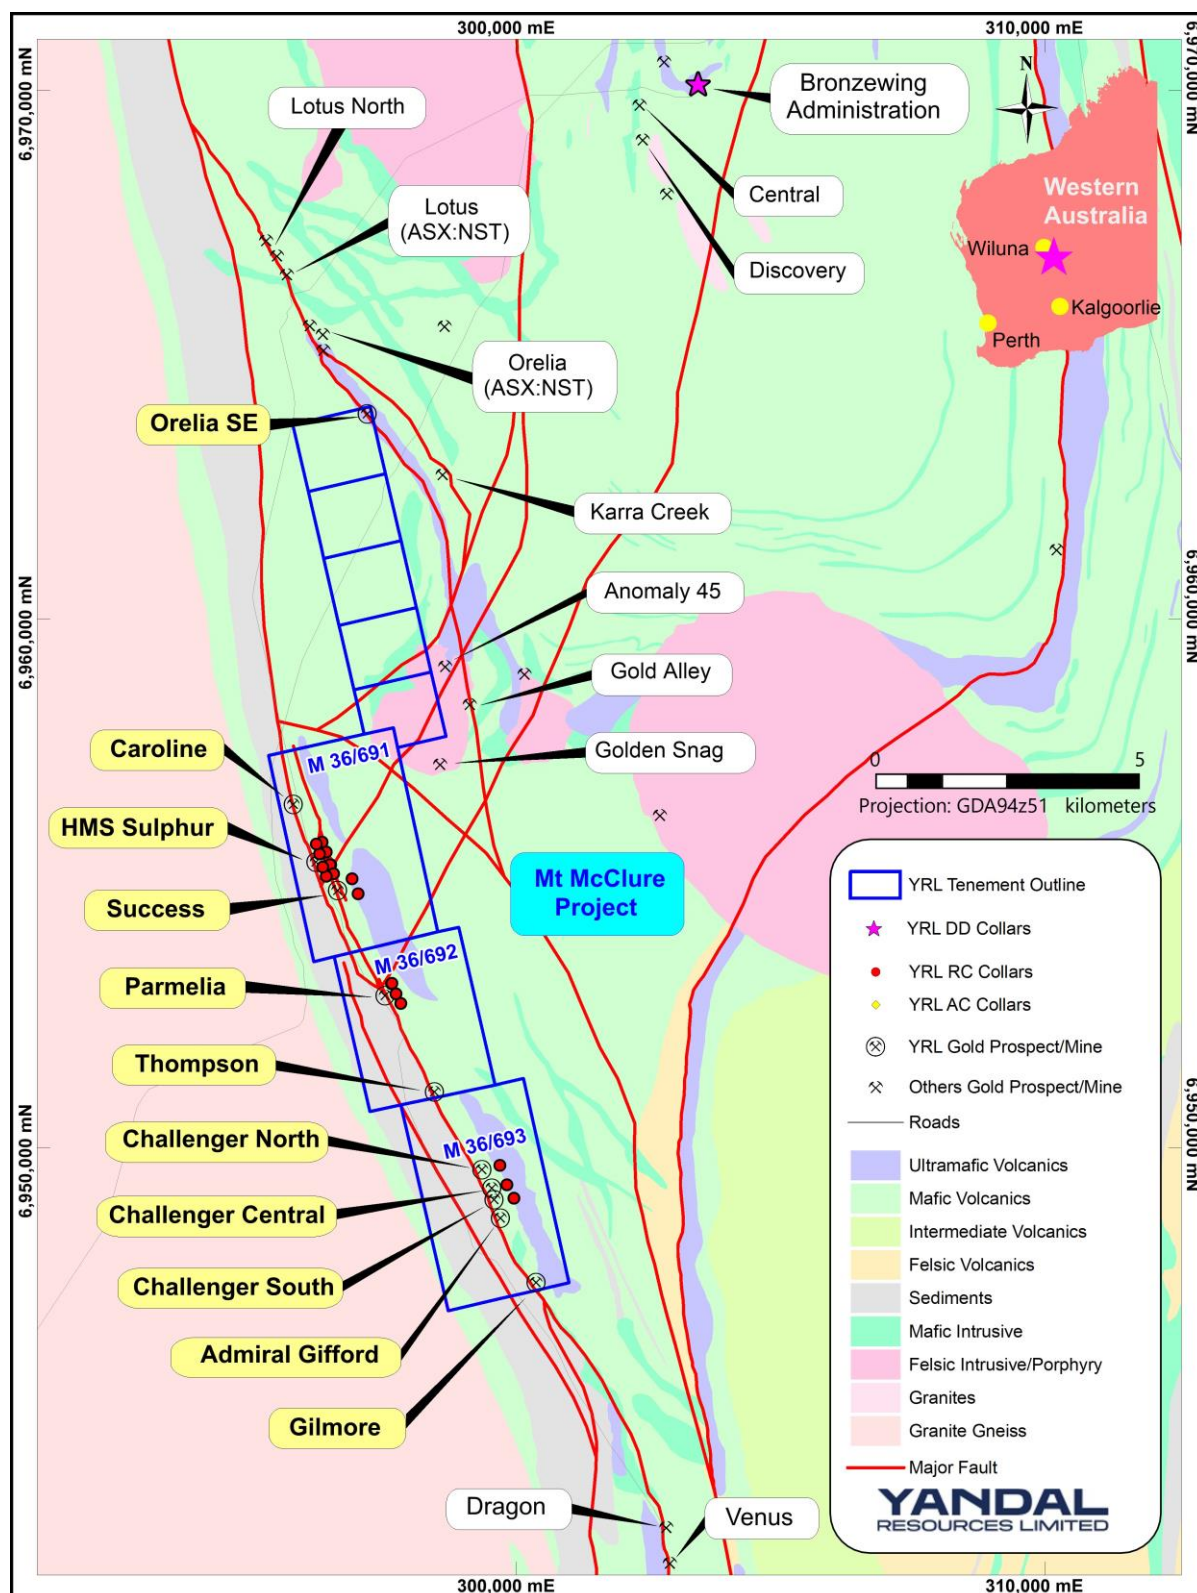 300,000 mE
310,000 mE
6,970,000 mN
6,970,000 mN
N
Lotus North
Bronzewing
Administration
Lotus
(ASX:NST)
Central
Western
Australia
Wiluna
Discovery
Kalgoorlie
Perth
Orelia
(ASX:NST)
Orelia SE
Karra Creek
Anomaly 45
6,960,000 mN
6,960,000 mN
Gold Alley
Caroline
M 36/691
Golden Snag
0
5
Projection: GDA94z51 kilometers
HMS Sulphur
Mt McClure
Project
Success
M 36/692
Parmelia
Thompson
Challenger North
M 36/693
6,950,000 mN
6,950,000 mN
Challenger Central
Challenger South
Admiral Gifford
Gilmore
Dragon
Venus
YRL Tenement Outline
YRL DD Collars
YRL RC Collars
YRL AC Collars
YRL Gold Prospect/Mine
Others Gold Prospect/Mine
Roads
Ultramafic Volcanics
Mafic Volcanics
Intermediate Volcanics
Felsic Volcanics
Sediments
Mafic Intrusive
Felsic Intrusive/Porphyry
Granites
Granite Gneiss
Major Fault
YANDAL
RESOURCES LIMITED
300,000 mE
310,000 mE